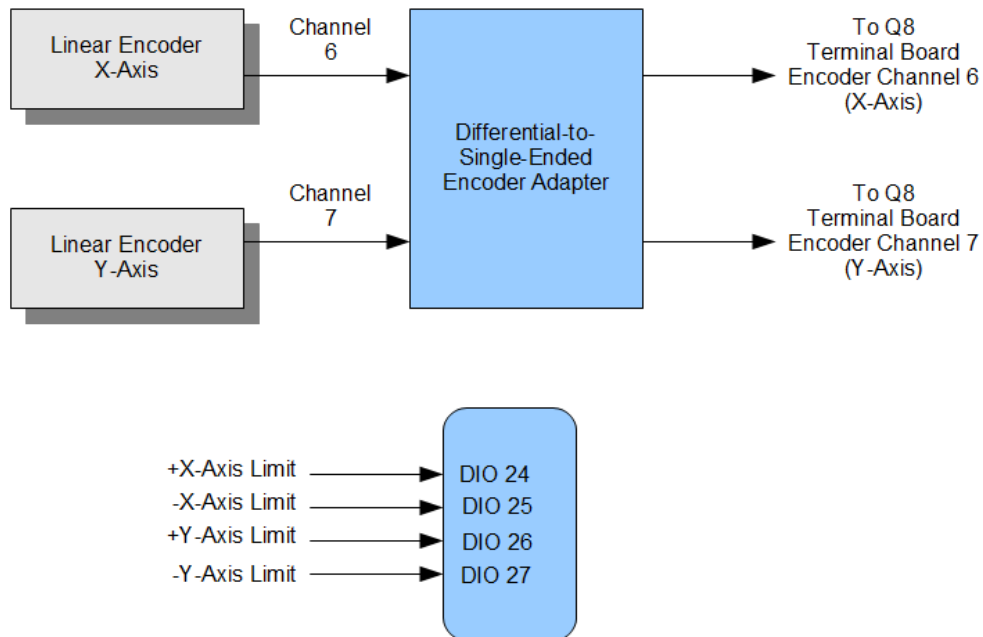 Linear Encoder
X-Axis
Channel
6
Differential-to-
Single-Ended
Encoder Adapter
To Q8
Terminal Board
Encoder Channel 6
(X-Axis)
Linear Encoder
Y-Axis
Channel
7
To Q8
Terminal Board
Encoder Channel 7
(Y-Axis)
+X-Axis Limit
DIO 24
-X-Axis Limit
DIO 25
+Y-Axis Limit
DIO 26
-Y-Axis Limit
DIO 27